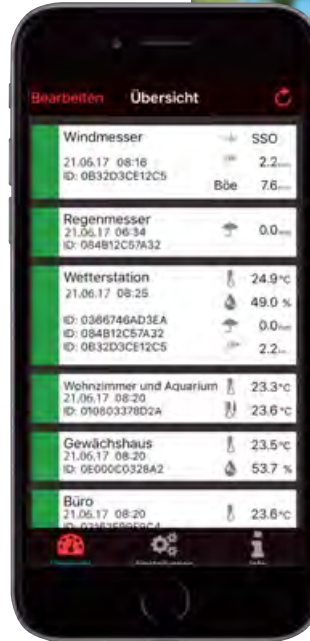 Bearbeiten Übersicht
Windmesser SSO
21.06.17 08:16 2.2
ID: 0B32D3CE12C5 Böe 7.6
Regenmesser
21.06.17 06:34 0.0
ID: 084B12C57A32
Wetterstation 24.9°C
21.06.17 08:25 49.0 %
ID: 0366746AD3EA 0.0
ID: 084B12C57A32
ID: 0B32D3CE12C5 2.2
Wohnzimmer und Aquarium 23.3°C
21.06.17 08:20
ID: 010803378D2A 23.6°C
Gewächshaus 23.5°C
21.06.17 08:20
ID: 0E000C0328A2 53.7 %
Büro 23.6°C
21.06.17 08:20